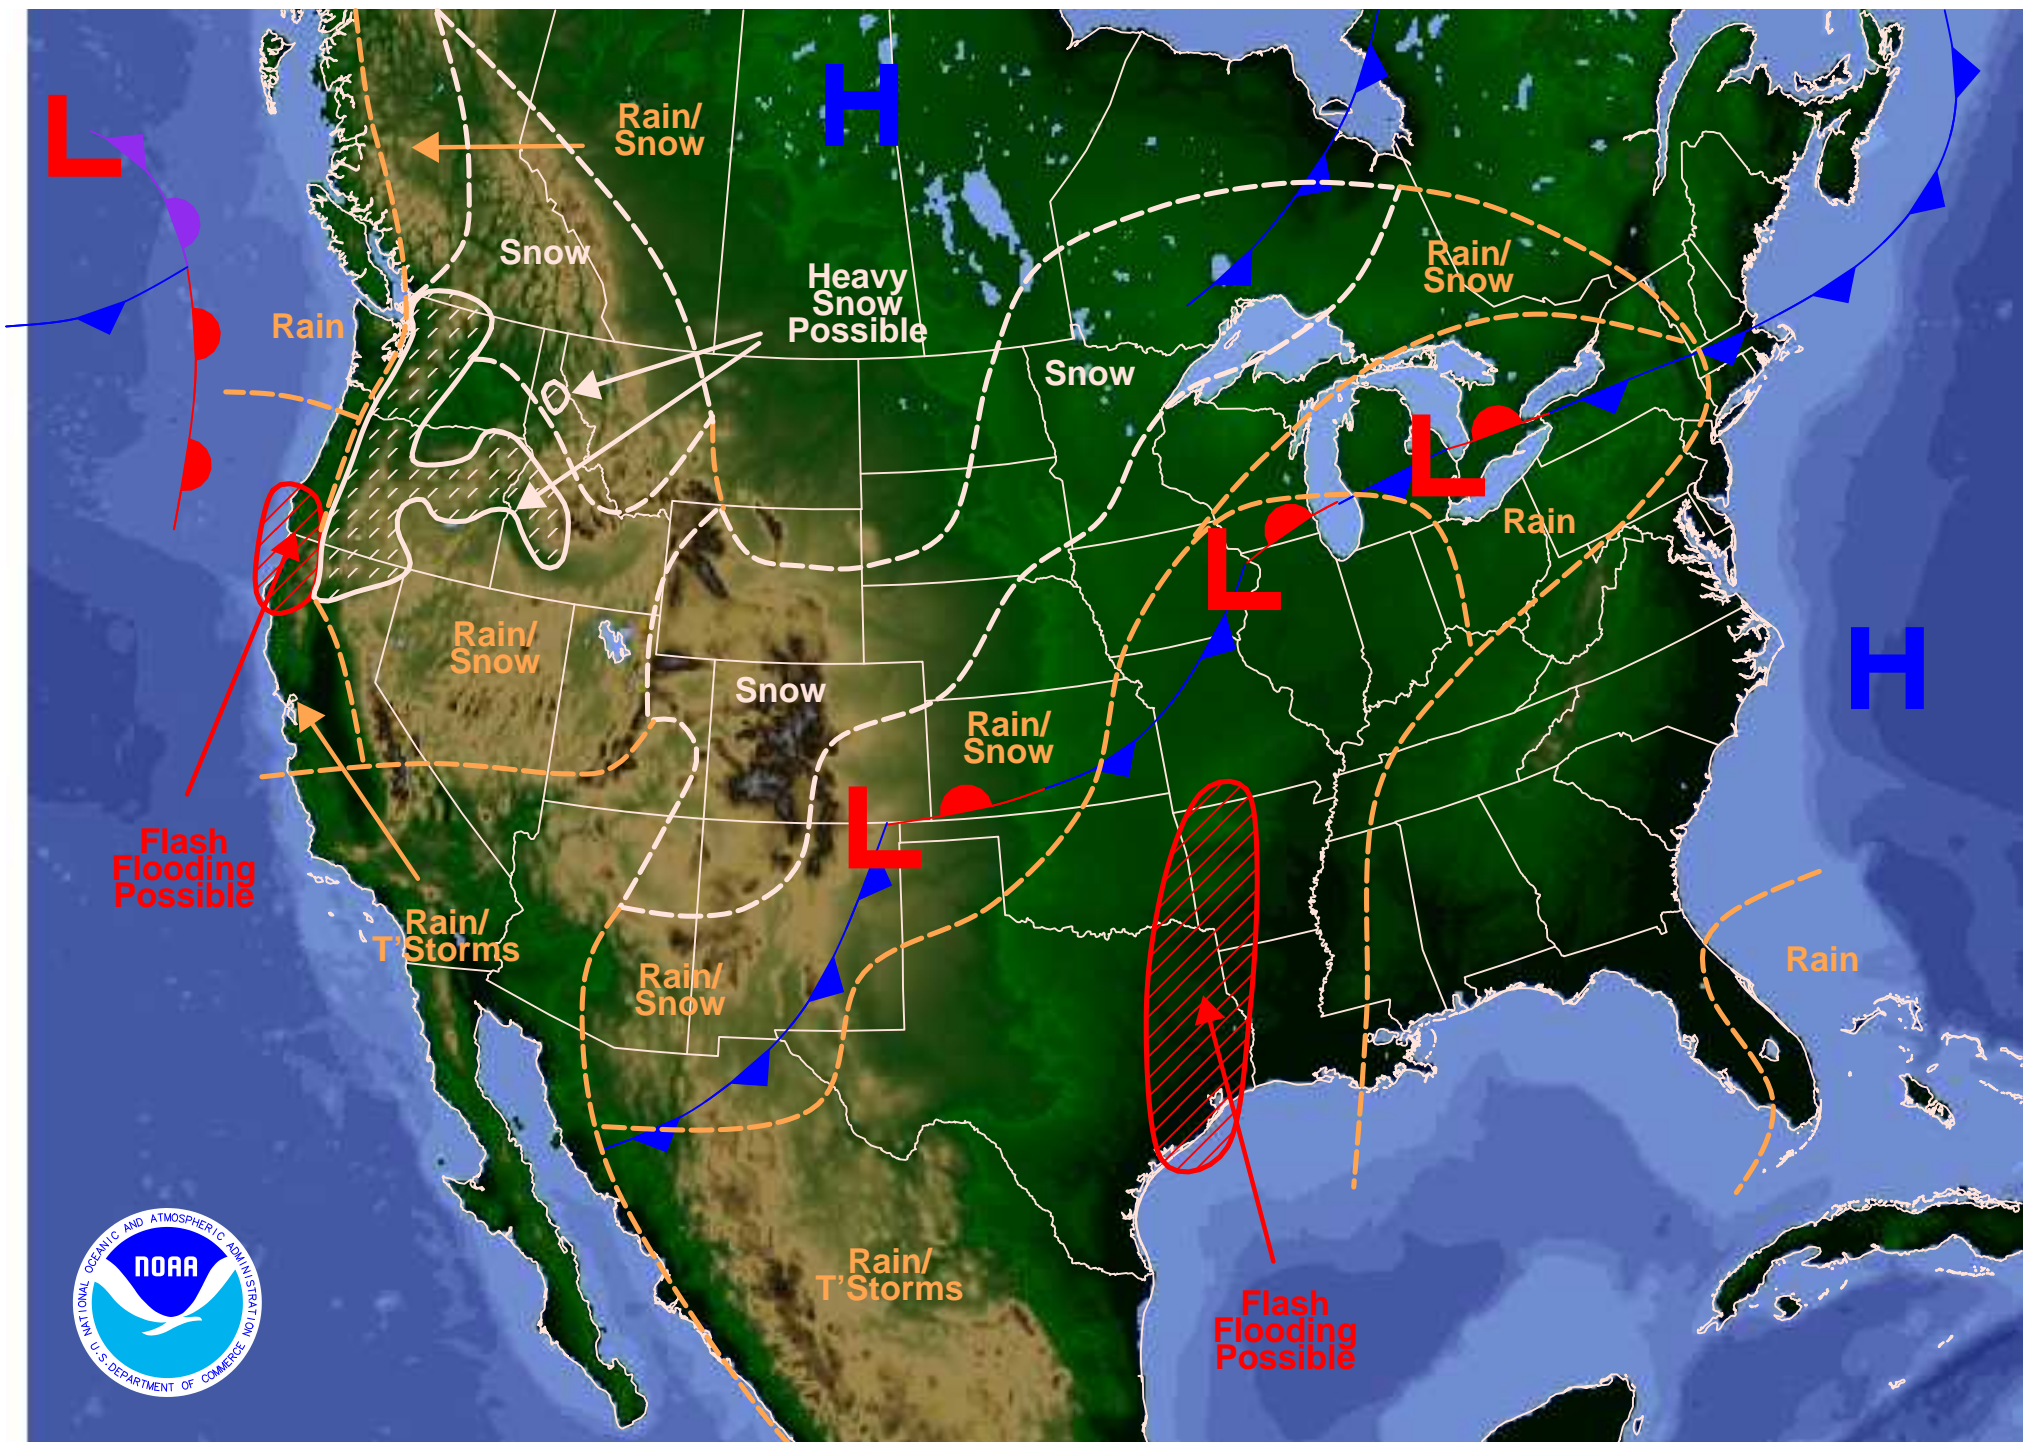 L
H
Rain/
Snow
Snow
Heavy
Snow
Possible
Rain/
Snow
Rain
Snow
L
Rain
L
Rain/
Snow
H
Snow
Rain/
Snow
L
Flash
Flooding
Possible
Rain/
T'Storms
Rain/
Snow
Rain
Rain/
T'Storms
Flash
Flooding
Possible
NATIONAL OCEANIC AND ATMOSPHERIC ADMINISTRATION
NOAA
U.S. DEPARTMENT OF COMMERCE